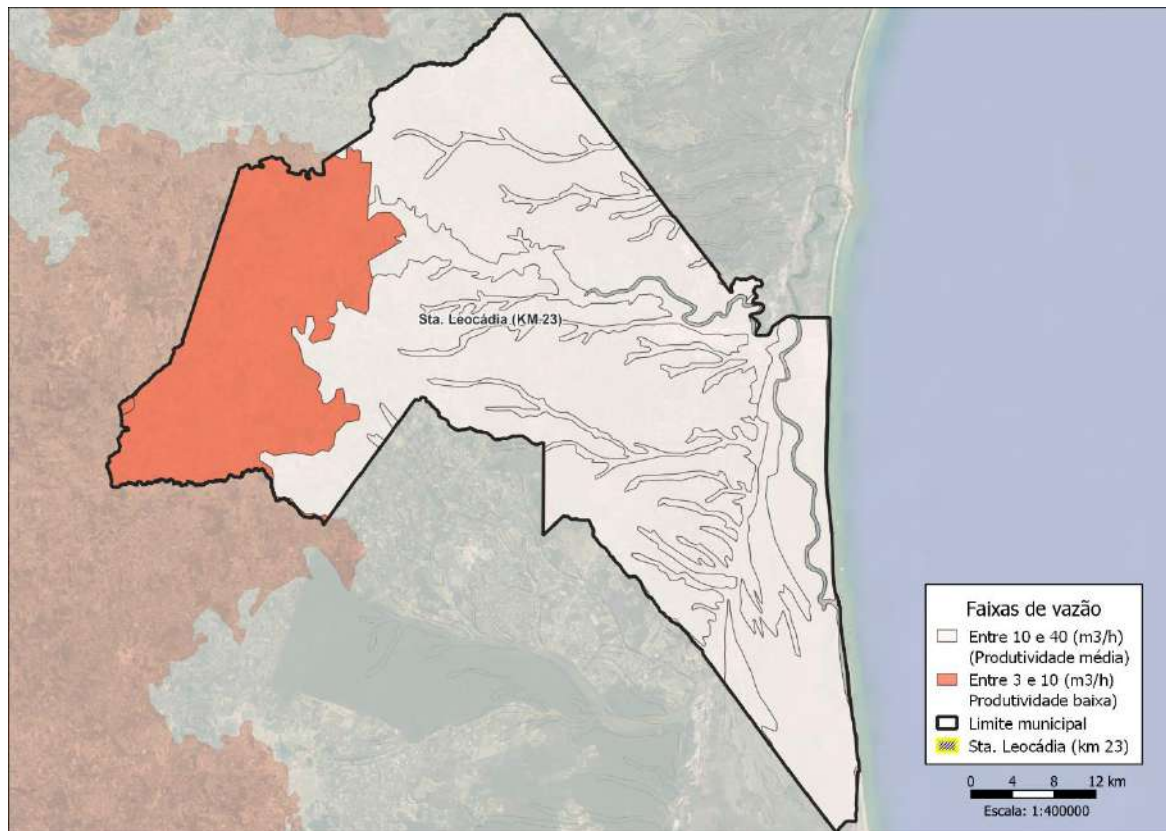 Sta. Leocádia (KM 23)
Faixas de vazão
Entre 10 e 40 (m3/h)
(Produtividade média)
Entre 3 e 10 (m3/h)
Produtividade baixa)
Limite municipal
Sta. Leocádia (km 23)
0 4 8 12 km
Escala: 1:400000